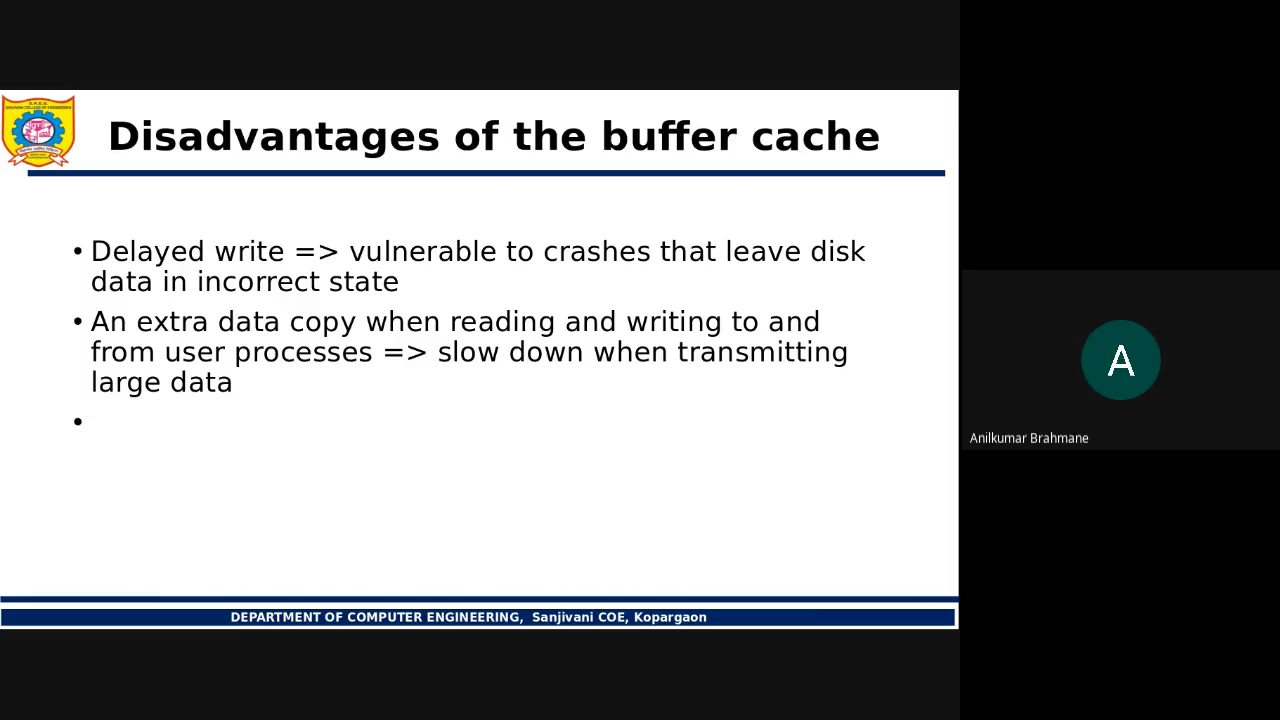 Disadvantages of the buffer cache
• Delayed write => vulnerable to crashes that leave disk
data in incorrect state
• An extra data copy when reading and writing to and
from user processes => slow down when transmitting
large data
•
DEPARTMENT OF COMPUTER ENGINEERING, Sanjivani COE, Kopargaon
A
Anilkumar Brahmane